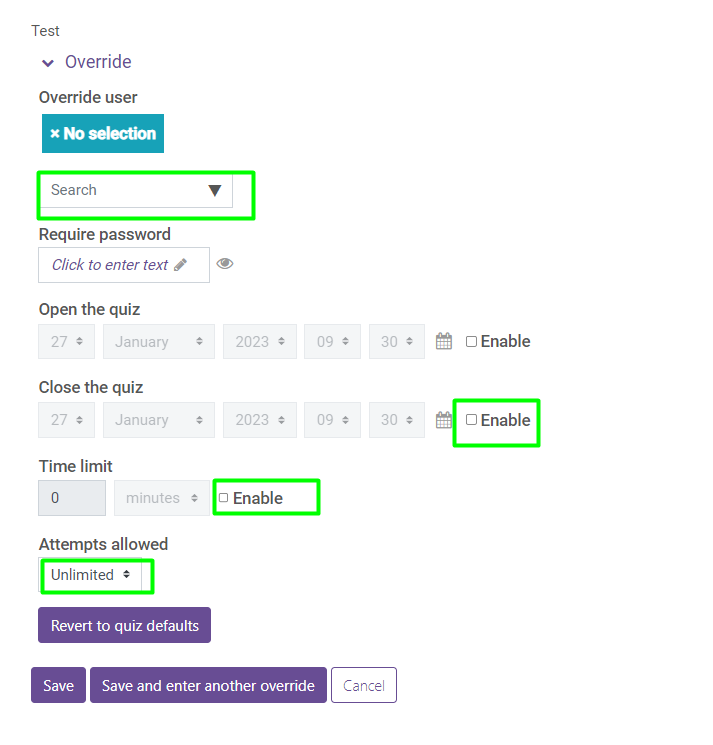 Test
Override
Override user
× No selection
Search ▼
Require password
Click to enter text
Open the quiz
27 January 2023 09 30 Enable
Close the quiz
27 January 2023 09 30 Enable
Time limit
0 minutes Enable
Attempts allowed
Unlimited
Revert to quiz defaults
Save Save and enter another override Cancel